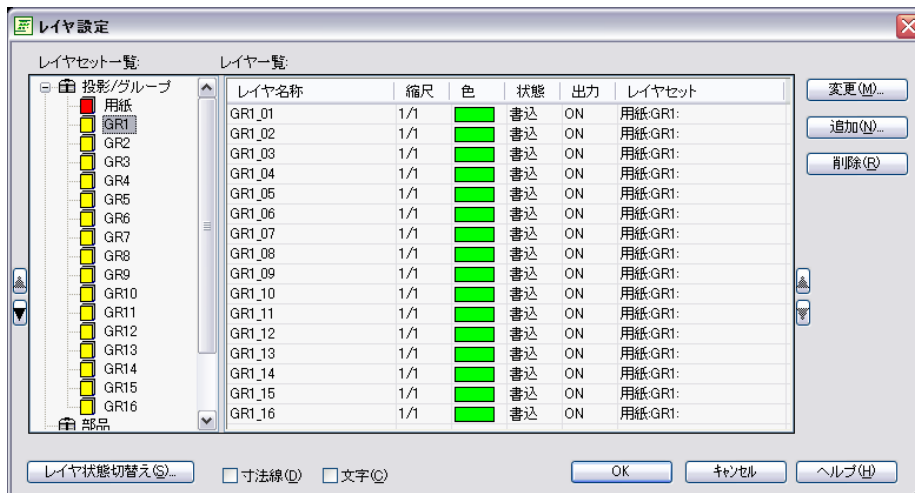 レイヤ設定
レイヤセット一覧: レイヤ一覧:
投影/グループ
用紙
GR1
GR2
GR3
GR4
GR5
GR6
GR7
GR8
GR9
GR10
GR11
GR12
GR13
GR14
GR15
GR16
部品
レイヤ名称 縮尺 色 状態 出力 レイヤセット
GR1_01 1/1 書込 ON 用紙:GR1:
GR1_02 1/1 書込 ON 用紙:GR1:
GR1_03 1/1 書込 ON 用紙:GR1:
GR1_04 1/1 書込 ON 用紙:GR1:
GR1_05 1/1 書込 ON 用紙:GR1:
GR1_06 1/1 書込 ON 用紙:GR1:
GR1_07 1/1 書込 ON 用紙:GR1:
GR1_08 1/1 書込 ON 用紙:GR1:
GR1_09 1/1 書込 ON 用紙:GR1:
GR1_10 1/1 書込 ON 用紙:GR1:
GR1_11 1/1 書込 ON 用紙:GR1:
GR1_12 1/1 書込 ON 用紙:GR1:
GR1_13 1/1 書込 ON 用紙:GR1:
GR1_14 1/1 書込 ON 用紙:GR1:
GR1_15 1/1 書込 ON 用紙:GR1:
GR1_16 1/1 書込 ON 用紙:GR1:
変更(M)...
追加(N)...
削除(R)
レイヤ状態切替え(S)... 寸法線(D) 文字(C) OK キャンセル ヘルプ(H)